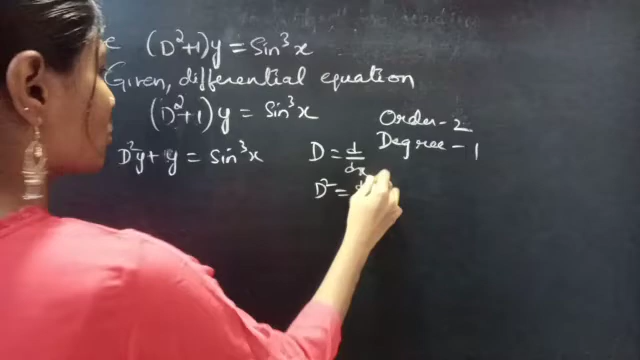 e (D²+1)y = Sin³x
Given, differential equation
(D²+1)y = Sin³x
Order - 2
Degree - 1
D²y + y = Sin³x
D = d/dx
D² = d